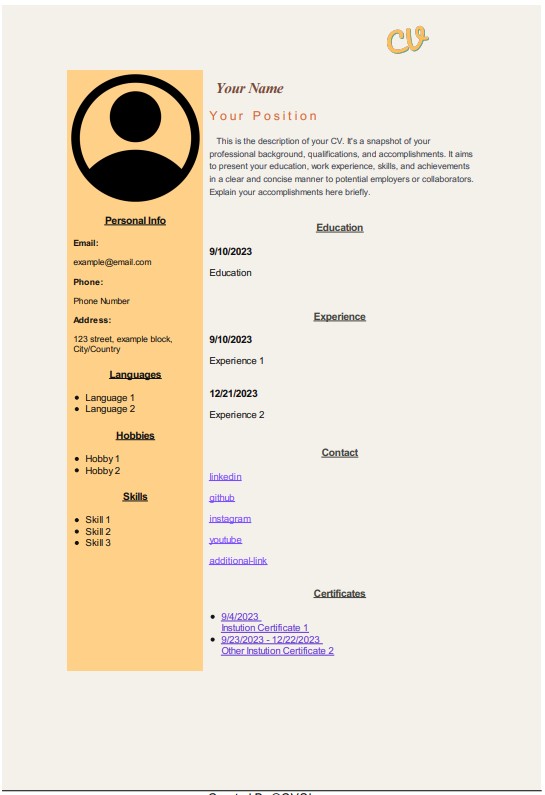 CV
Your Name
Your Position
This is the description of your CV. It's a snapshot of your
professional background, qualifications, and accomplishments. It aims
to present your education, work experience, skills, and achievements
in a clear and concise manner to potential employers or collaborators.
Explain your accomplishments here briefly.
Personal Info
Email:
example@email.com
Phone:
Phone Number
Address:
123 street, example block,
City/Country
Languages
Language 1
Language 2
Hobbies
Hobby 1
Hobby 2
Skills
Skill 1
Skill 2
Skill 3
Education
9/10/2023
Education
Experience
9/10/2023
Experience 1
12/21/2023
Experience 2
Contact
linkedin
github
instagram
youtube
additional-link
Certificates
9/4/2023
Instution Certificate 1
9/23/2023 - 12/22/2023
Other Instution Certificate 2